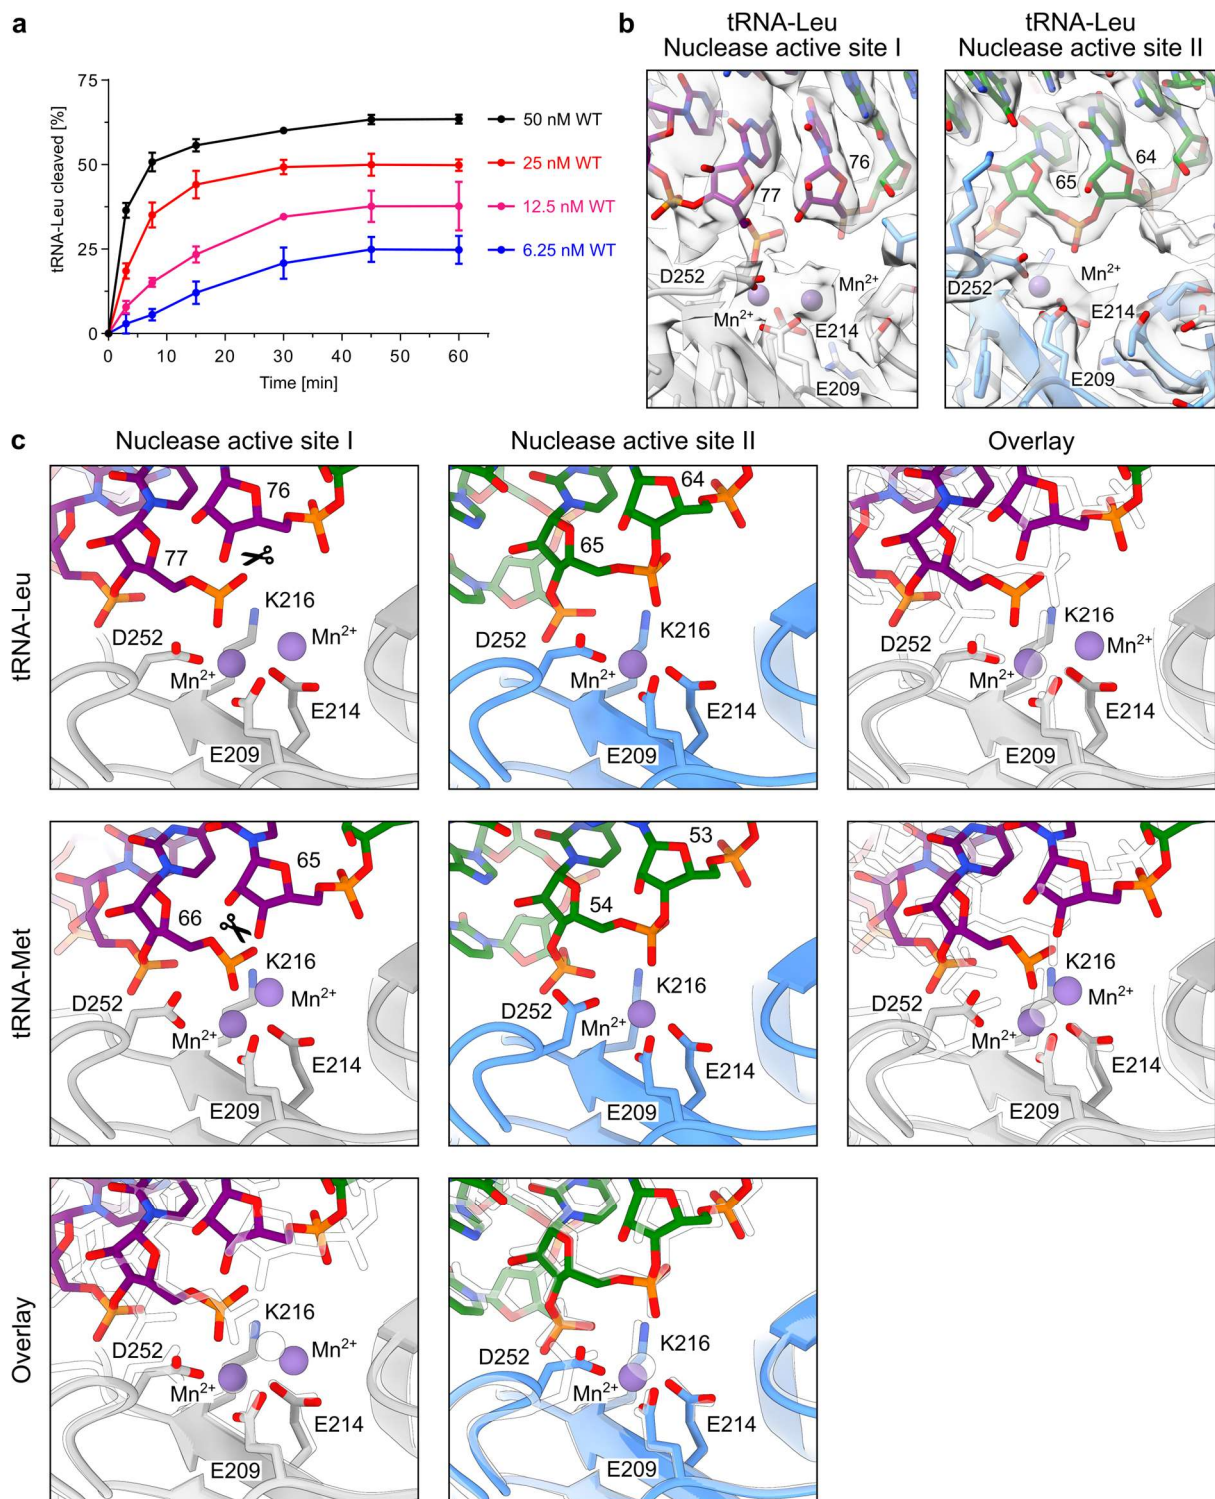 a
tRNA-Leu cleaved [%]
75
50
25
0
0 10 20 30 40 50 60
Time [min]
50 nM WT
25 nM WT
12.5 nM WT
6.25 nM WT
b
tRNA-Leu
Nuclease active site I
76
77
D252
Mn²⁺
Mn²⁺
E214
E209
tRNA-Leu
Nuclease active site II
64
65
Mn²⁺
D252
E214
E209
c
Nuclease active site I
Nuclease active site II
Overlay
tRNA-Leu
76
77
K216
D252
Mn²⁺
Mn²⁺
E214
E209
64
65
K216
D252
Mn²⁺
E214
E209
K216
D252
Mn²⁺
Mn²⁺
E214
E209
tRNA-Met
65
66
K216
D252
Mn²⁺
Mn²⁺
E214
E209
53
54
K216
D252
Mn²⁺
E214
E209
K216
D252
Mn²⁺
Mn²⁺
E214
E209
Overlay
K216
D252
Mn²⁺
Mn²⁺
E214
E209
K216
D252
Mn²⁺
E214
E209